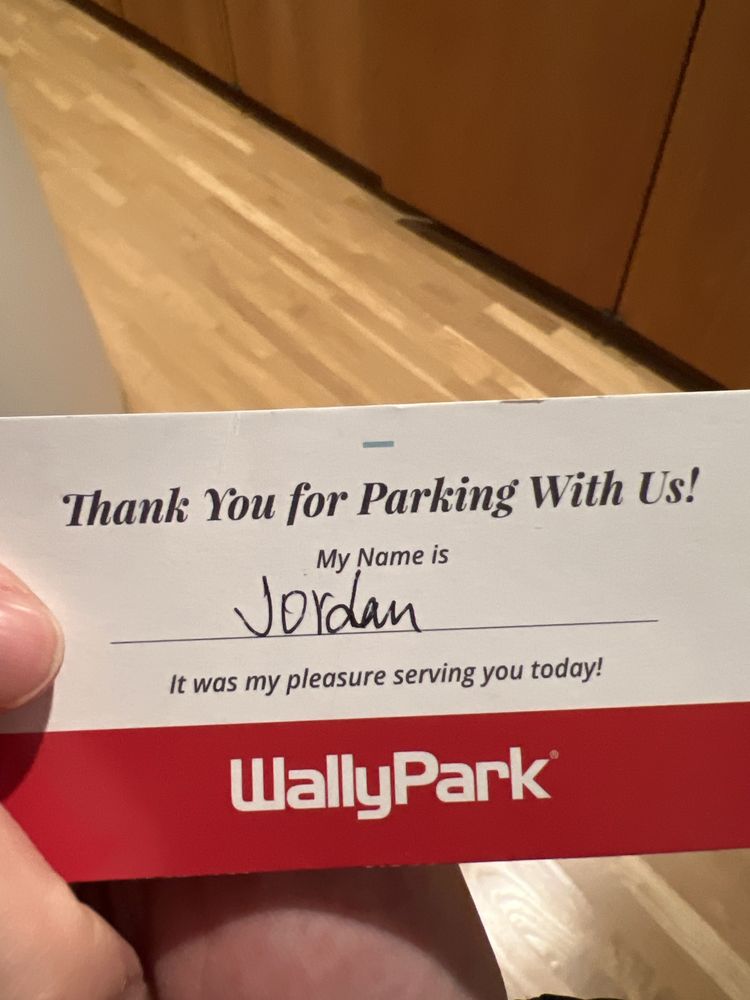 Thank You for Parking With Us!
My Name is
Jordan
It was my pleasure serving you today!
WallyPark®